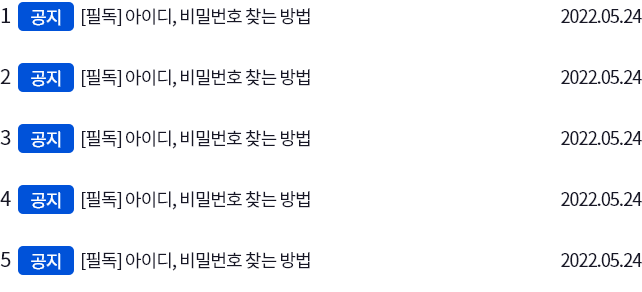 1 공지 [필독] 아이디, 비밀번호 찾는 방법 2022.05.24
2 공지 [필독] 아이디, 비밀번호 찾는 방법 2022.05.24
3 공지 [필독] 아이디, 비밀번호 찾는 방법 2022.05.24
4 공지 [필독] 아이디, 비밀번호 찾는 방법 2022.05.24
5 공지 [필독] 아이디, 비밀번호 찾는 방법 2022.05.24